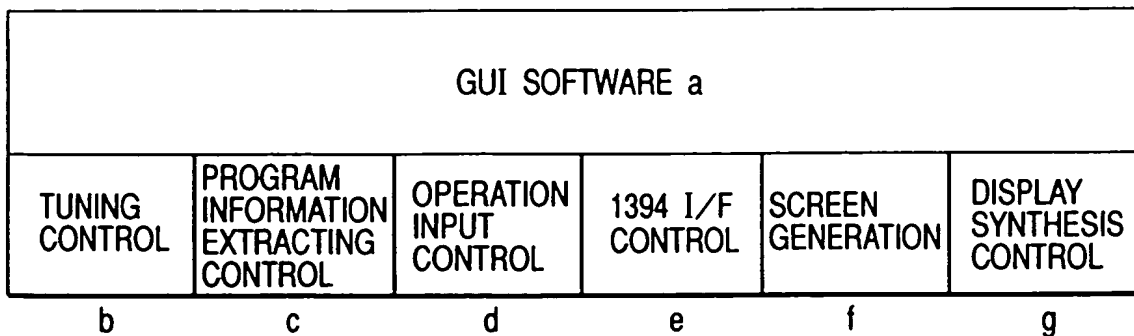 GUI SOFTWARE a
TUNING
CONTROL
PROGRAM
INFORMATION
EXTRACTING
CONTROL
OPERATION
INPUT
CONTROL
1394 I/F
CONTROL
SCREEN
GENERATION
DISPLAY
SYNTHESIS
CONTROL
b c d e f g